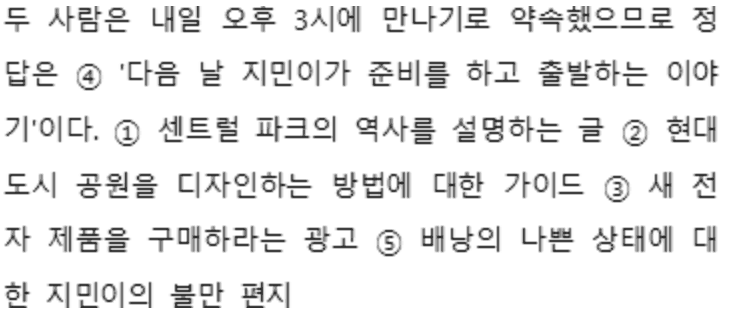 두 사람은 내일 오후 3시에 만나기로 약속했으므로 정
답은 ④ '다음 날 지민이가 준비를 하고 출발하는 이야
기'이다. ① 센트럴 파크의 역사를 설명하는 글 ② 현대
도시 공원을 디자인하는 방법에 대한 가이드 ③ 새 전
자 제품을 구매하라는 광고 ⑤ 배낭의 나쁜 상태에 대
한 지민이의 불만 편지